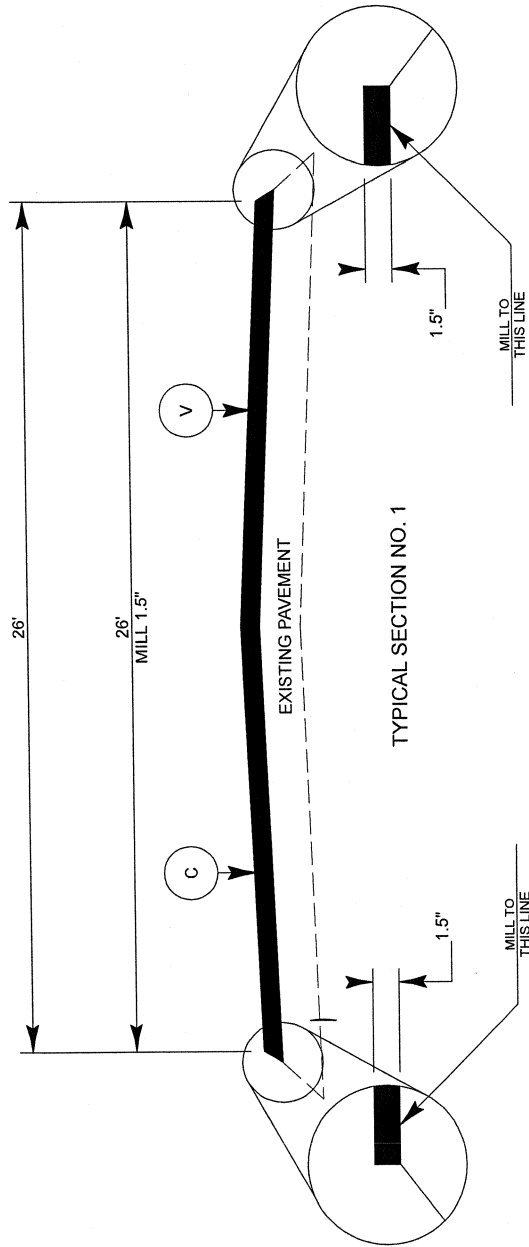 26'
26'
MILL 1.5"
C
V
EXISTING PAVEMENT
TYPICAL SECTION NO. 1
1.5"
MILL TO
THIS LINE
1.5"
MILL TO
THIS LINE